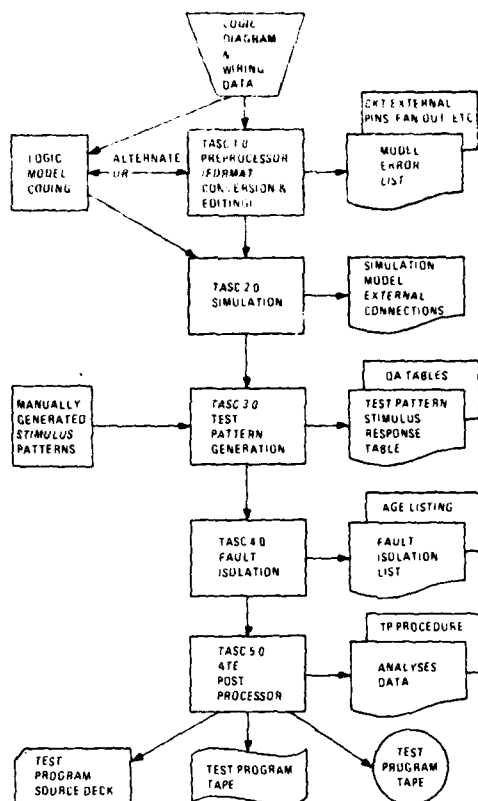 LOGIC
DIAGRAM
&
WIRING
DATA
CKT EXTERNAL
PINS FAN OUT ETC
LOGIC
MODEL
CODING
ALTERNATE
OR
TASC 1.0
PREPROCESSOR
(FORMAT
CONVERSION &
EDITING)
MODEL
ERROR
LIST
TASC 2.0
SIMULATION
SIMULATION
MODEL
EXTERNAL
CONNECTIONS
MANUALLY
GENERATED
STIMULUS
PATTERNS
TASC 3.0
TEST
PATTERN
GENERATION
QA TABLES
TEST PATTERN
STIMULUS
RESPONSE
TABLE
TASC 4.0
FAULT
ISOLATION
AGE LISTING
FAULT
ISOLATION
LIST
TASC 5.0
ATE
POST
PROCESSOR
TP PROCEDURE
ANALYSES
DATA
TEST
PROGRAM
SOURCE DECK
TEST PROGRAM
TAPE
TEST
PROGRAM
TAPE